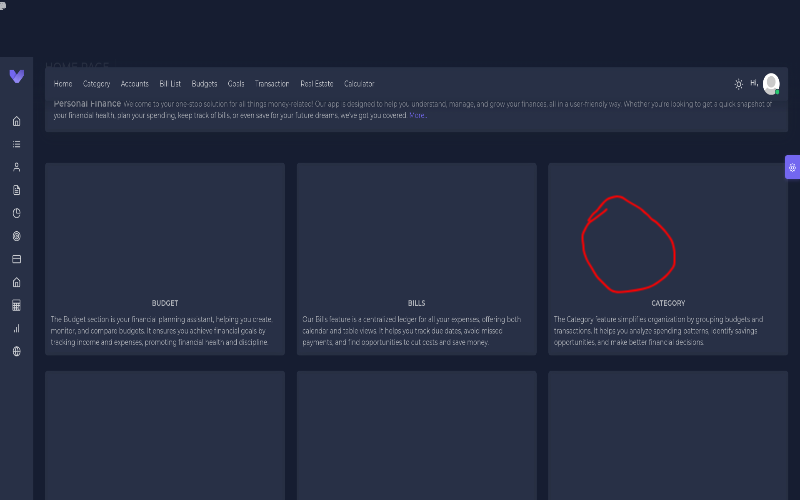 HOME PAGE
Home Category Accounts Bill List Budgets Goals Transaction Real Estate Calculator Hi,
Personal Finance Welcome to your one-stop solution for all things money-related! Our app is designed to help you understand, manage, and grow your finances, all in a user-friendly way. Whether you're looking to get a quick snapshot of
your financial health, plan your spending, keep track of bills, or even save for your future dreams, we've got you covered. More..
BUDGET
The Budget section is your financial planning assistant, helping you create,
monitor, and compare budgets. It ensures you achieve financial goals by
tracking income and expenses, promoting financial health and discipline.
BILLS
Our Bills feature is a centralized ledger for all your expenses, offering both
calendar and table views. It helps you track due dates, avoid missed
payments, and find opportunities to cut costs and save money.
CATEGORY
The Category feature simplifies organization by grouping budgets and
transactions. It helps you analyze spending patterns, identify savings
opportunities, and make better financial decisions.